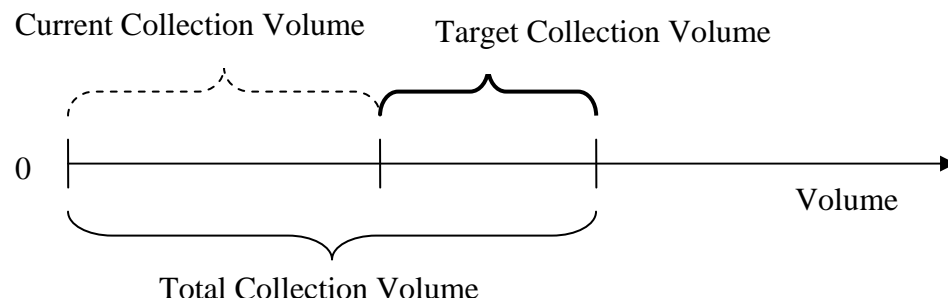 Current Collection Volume
Target Collection Volume
0
Volume
Total Collection Volume